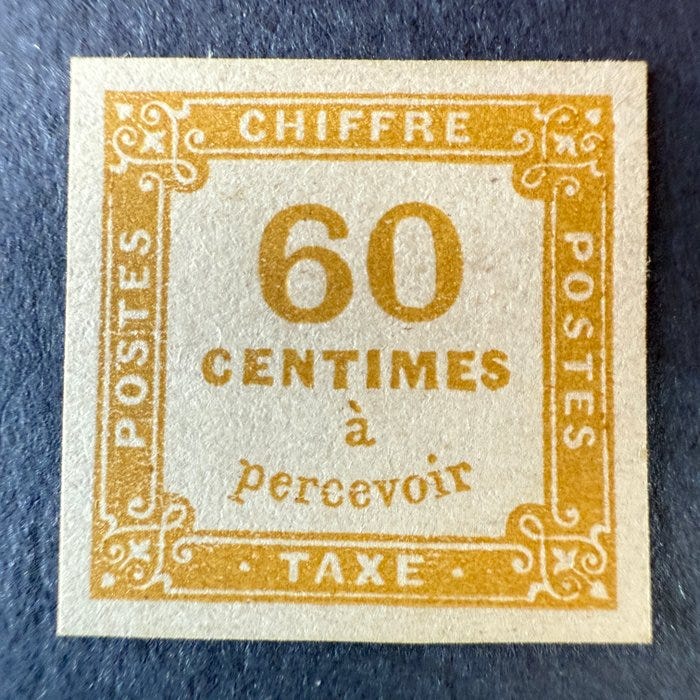 CHIFFRE
POSTES
60
CENTIMES
à
percevoir
POSTES
· TAXE ·